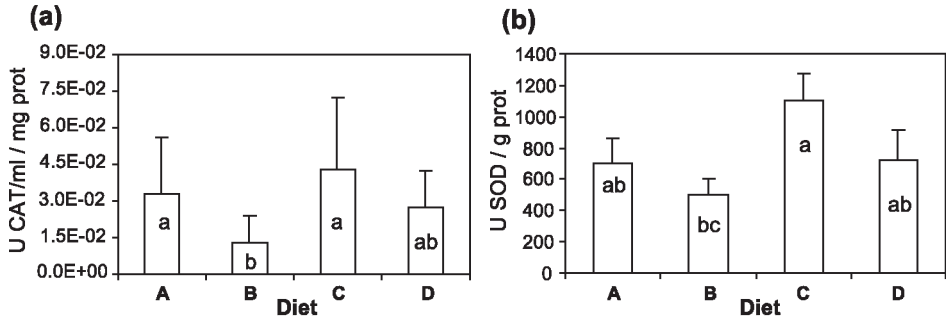 (a)
U CAT/ml / mg prot
9.0E-02
7.5E-02
6.0E-02
4.5E-02
3.0E-02
1.5E-02
0.0E+00
a
b
a
ab
A
B
C
D
Diet
(b)
U SOD / g prot
1400
1200
1000
800
600
400
200
0
ab
bc
a
ab
A
B
C
D
Diet